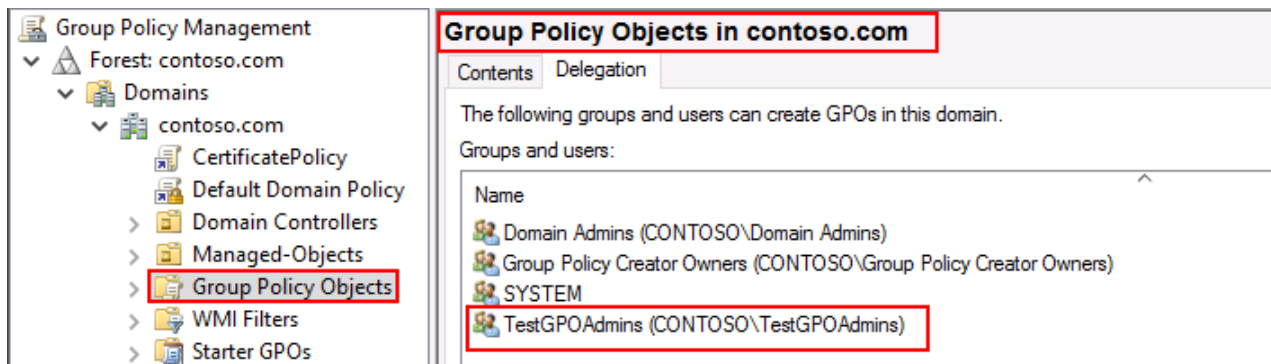 Group Policy Management
Forest: contoso.com
Domains
contoso.com
CertificatePolicy
Default Domain Policy
Domain Controllers
Managed-Objects
Group Policy Objects
WMI Filters
Starter GPOs
Group Policy Objects in contoso.com
Contents Delegation
The following groups and users can create GPOs in this domain.
Groups and users:
Name
Domain Admins (CONTOSO\Domain Admins)
Group Policy Creator Owners (CONTOSO\Group Policy Creator Owners)
SYSTEM
TestGPOAdmins (CONTOSO\TestGPOAdmins)